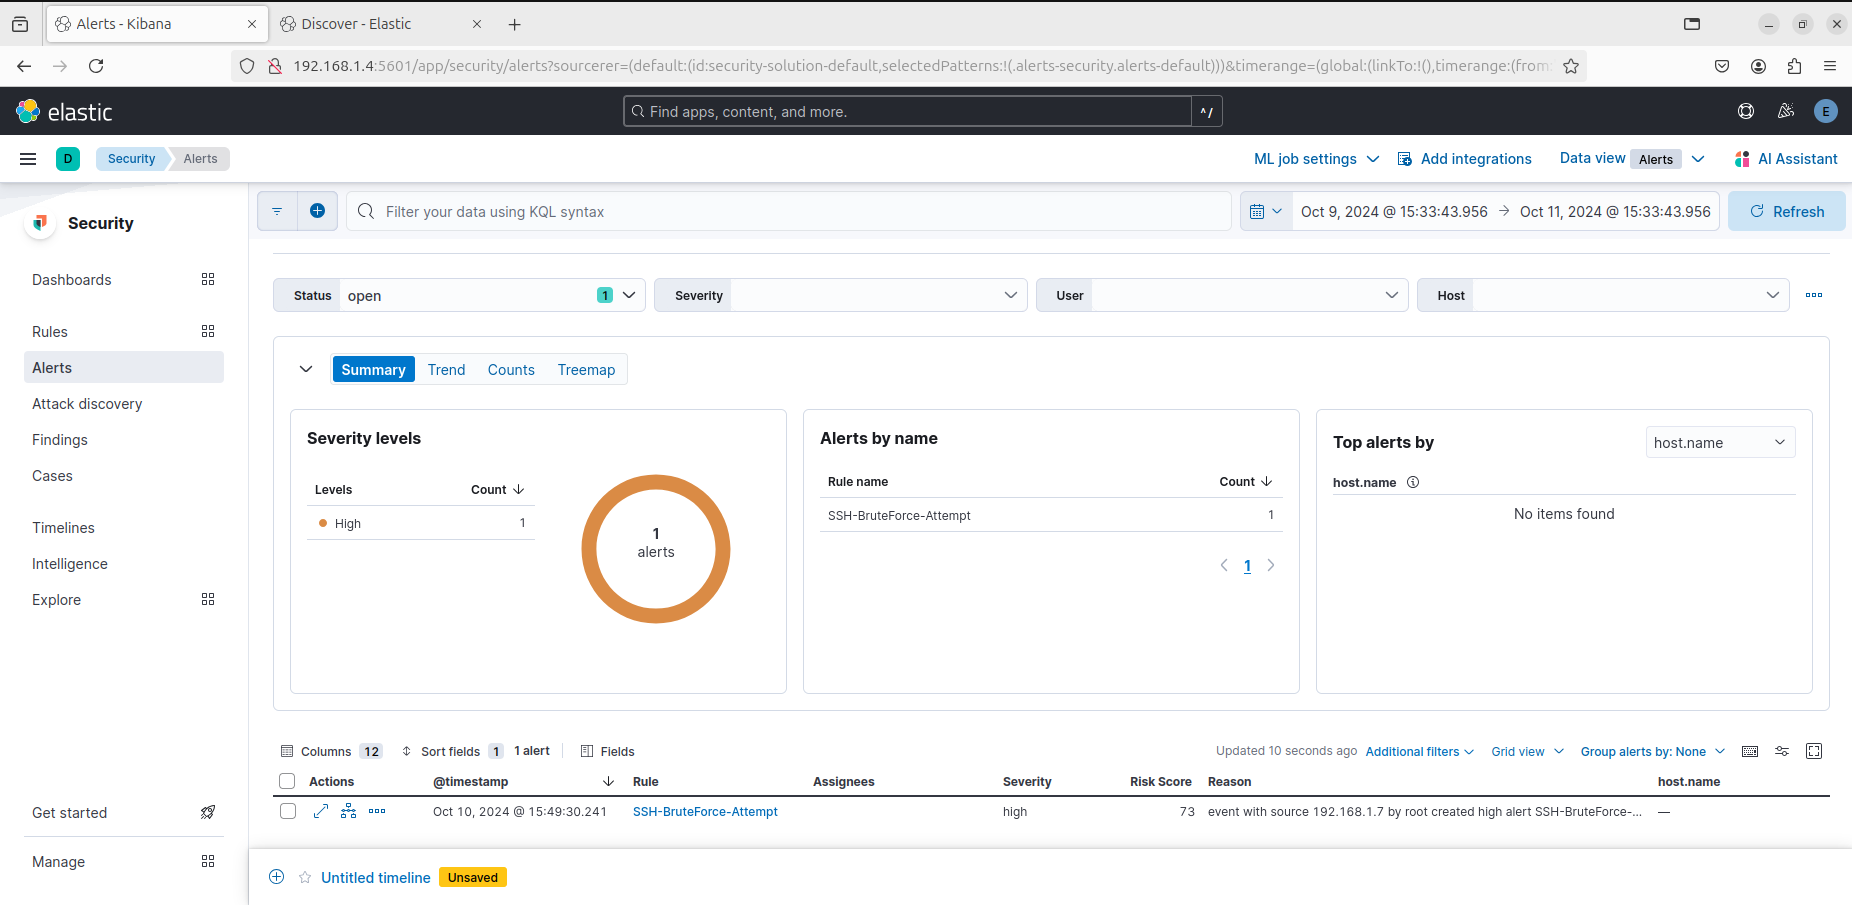 Alerts - Kibana
Discover - Elastic
192.168.1.4:5601/app/security/alerts?sourcerer=(default:(id:security-solution-default,selectedPatterns:!(.alerts-security.alerts-default)))&timerange=(global:(linkTo:!(),timerange:(from:
elastic
Find apps, content, and more.
^/
E
D
Security
Alerts
ML job settings
Add integrations
Data view
Alerts
AI Assistant
Security
Filter your data using KQL syntax
Oct 9, 2024 @ 15:33:43.956 → Oct 11, 2024 @ 15:33:43.956
Refresh
Dashboards
Rules
Alerts
Attack discovery
Findings
Cases
Timelines
Intelligence
Explore
Get started
Manage
Status open 1
Severity
User
Host
Summary Trend Counts Treemap
Severity levels
Levels Count
High 1
1
alerts
Alerts by name
Rule name Count
SSH-BruteForce-Attempt 1
1
Top alerts by
host.name
host.name
No items found
Columns 12 Sort fields 1 1 alert Fields
Updated 10 seconds ago Additional filters Grid view Group alerts by: None
Actions @timestamp Rule Assignees Severity Risk Score Reason host.name
Oct 10, 2024 @ 15:49:30.241 SSH-BruteForce-Attempt high 73 event with source 192.168.1.7 by root created high alert SSH-BruteForce-... —
Untitled timeline Unsaved